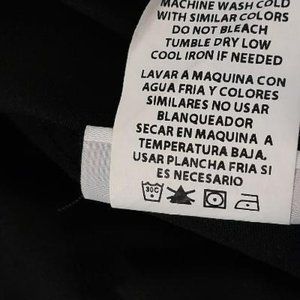 MACHINE WASH COLD
WITH SIMILAR COLORS
DO NOT BLEACH
TUMBLE DRY LOW
COOL IRON IF NEEDED
LAVAR A MAQUINA CON
AGUA FRIA Y COLORES
SIMILARES NO USAR
BLANQUEADOR
SECAR EN MAQUINA A
TEMPERATURA BAJA,
USAR PLANCHA FRIA SI
ES NECESARIO
30C